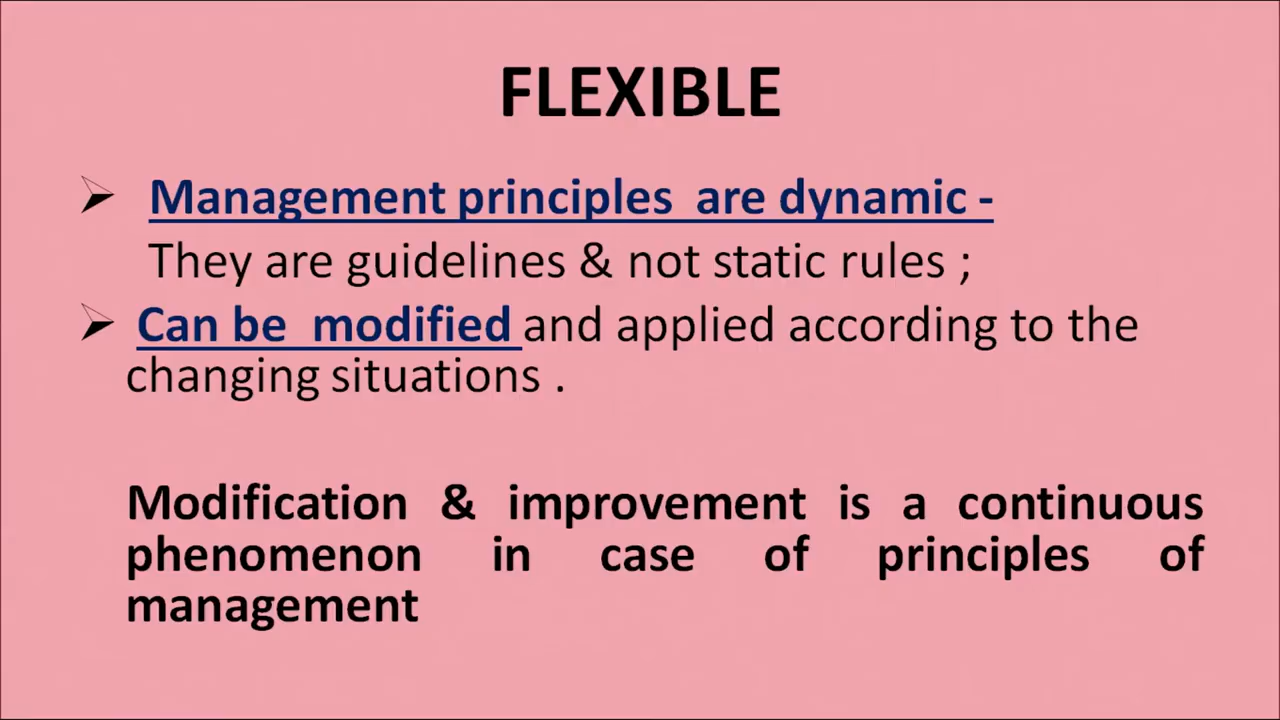 FLEXIBLE
➢ Management principles are dynamic -
They are guidelines & not static rules ;
➢ Can be modified and applied according to the
changing situations .
Modification & improvement is a continuous
phenomenon in case of principles of
management